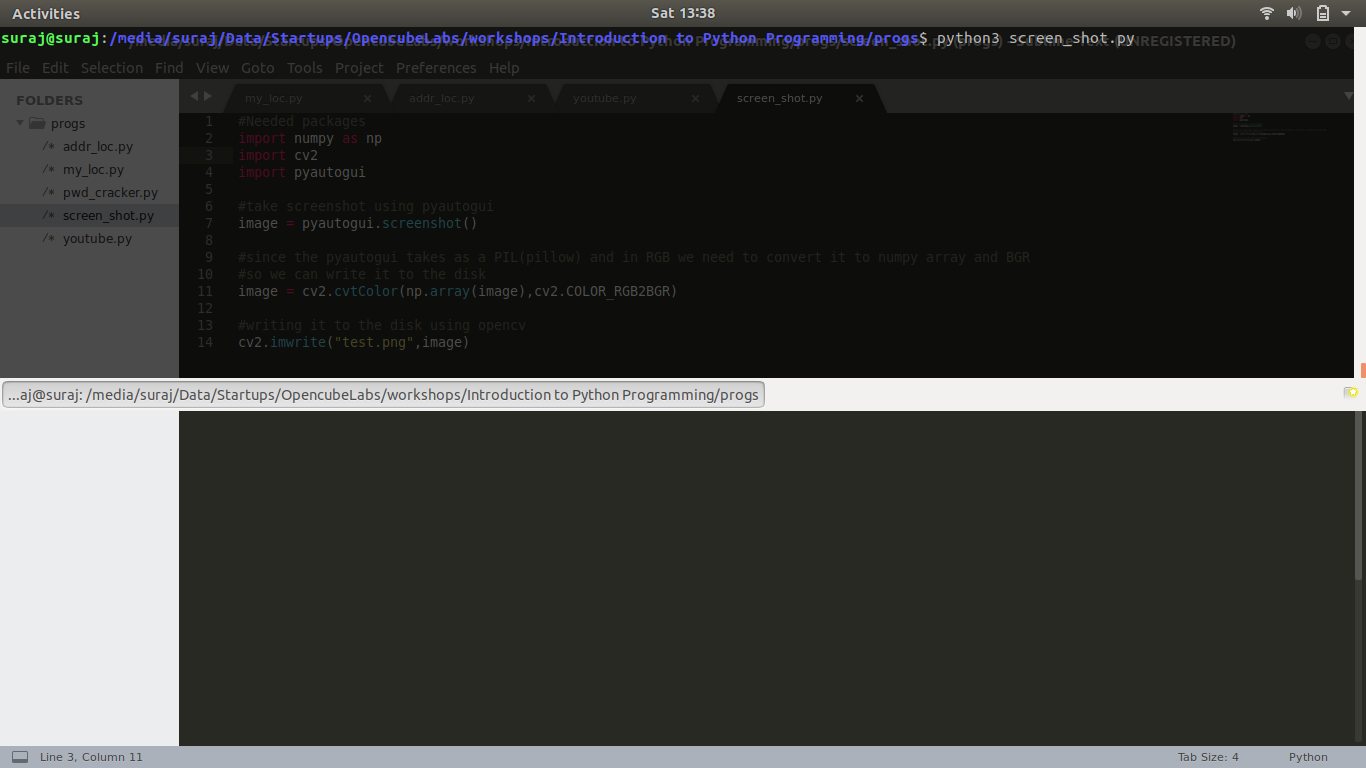 Activities
Sat 13:38
suraj@suraj:/media/suraj/Data/Startups/OpencubeLabs/workshops/Introduction to Python Programming/progs$ python3 screen_shot.py
(UNREGISTERED)
File Edit Selection Find View Goto Tools Project Preferences Help
FOLDERS
progs
/* addr_loc.py
/* my_loc.py
/* pwd_cracker.py
/* screen_shot.py
/* youtube.py
my_loc.py × addr_loc.py × youtube.py × screen_shot.py ×
1 #Needed packages
2 import numpy as np
3 import cv2
4 import pyautogui
5
6 #take screenshot using pyautogui
7 image = pyautogui.screenshot()
8
9 #since the pyautogui takes as a PIL(pillow) and in RGB we need to convert it to numpy array and BGR
10 #so we can write it to the disk
11 image = cv2.cvtColor(np.array(image),cv2.COLOR_RGB2BGR)
12
13 #writing it to the disk using opencv
14 cv2.imwrite("test.png",image)
...aj@suraj: /media/suraj/Data/Startups/OpencubeLabs/workshops/Introduction to Python Programming/progs
Line 3, Column 11
Tab Size: 4
Python